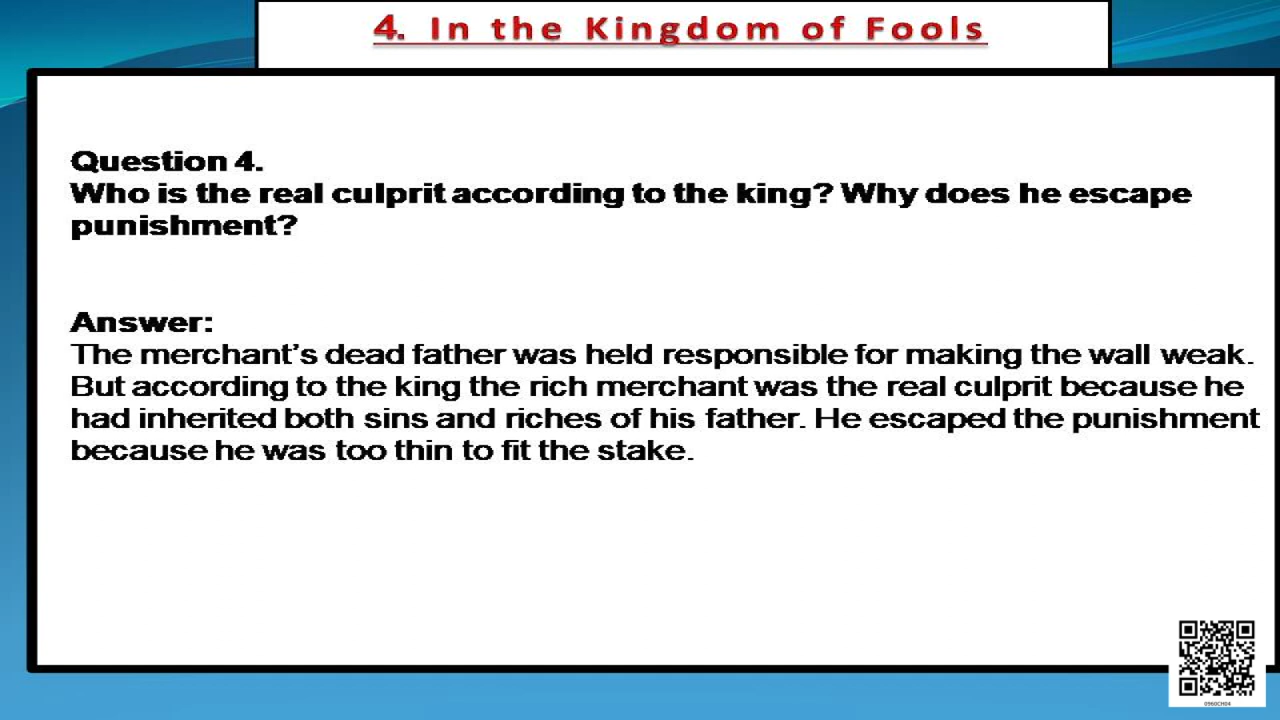 4. In the Kingdom of Fools
Question 4.
Who is the real culprit according to the king? Why does he escape
punishment?
Answer:
The merchant's dead father was held responsible for making the wall weak.
But according to the king the rich merchant was the real culprit because he
had inherited both sins and riches of his father. He escaped the punishment
because he was too thin to fit the stake.
0960CH04